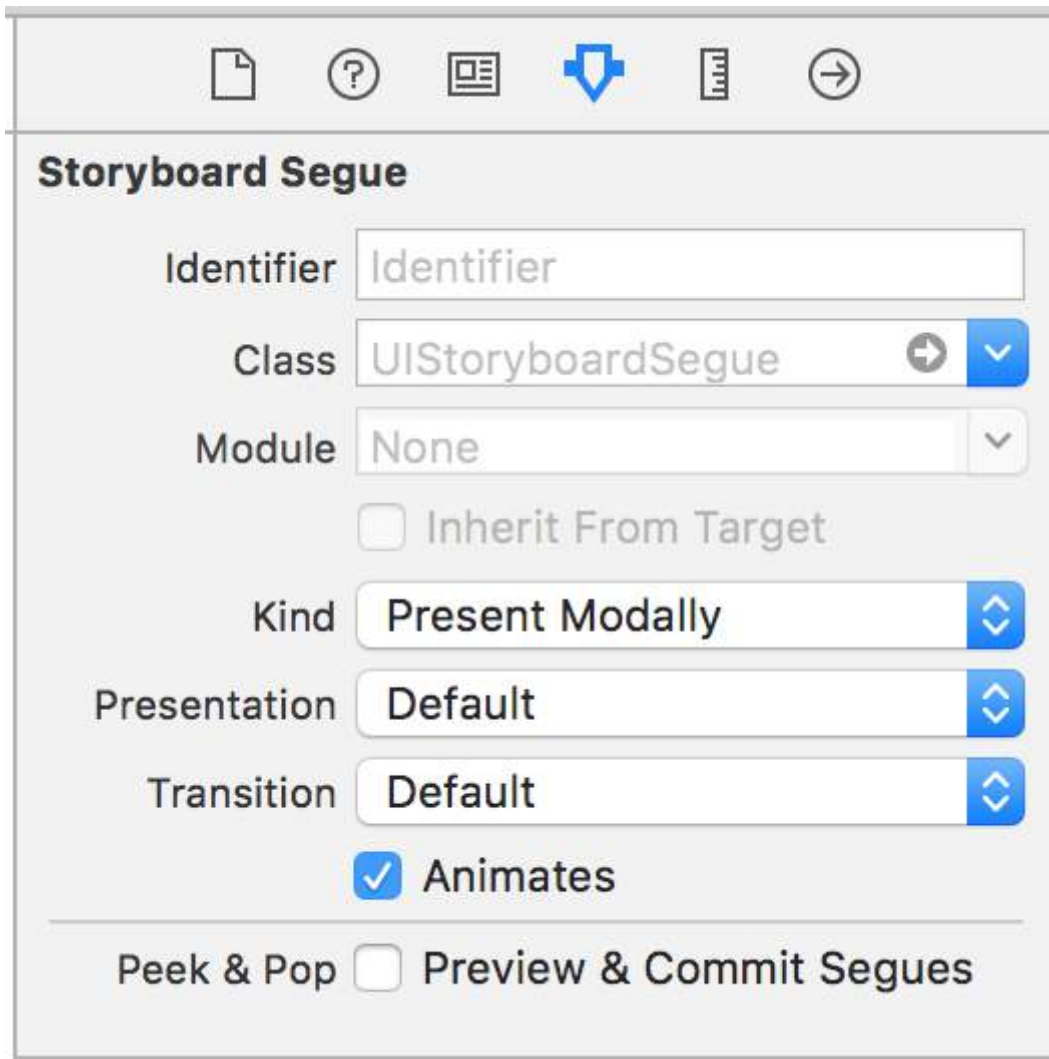 Storyboard Segue
Identifier Identifier
Class UIStoryboardSegue
Module None
Inherit From Target
Kind Present Modally
Presentation Default
Transition Default
Animates
Peek & Pop Preview & Commit Segues